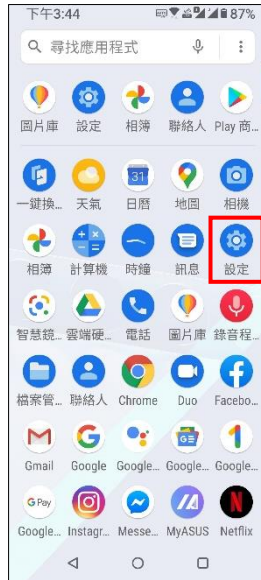 下午3:44 87%
尋找應用程式
圖片庫 設定 相簿 聯絡人 Play 商...
一鍵換... 天氣 日曆 地圖 相機
相簿 計算機 時鐘 訊息 設定
智慧鏡... 雲端硬... 電話 圖片庫 錄音程...
檔案管... 聯絡人 Chrome Duo Facebo...
Gmail Google Google... Google... Google...
Google... Instagr... Messe... MyASUS Netflix